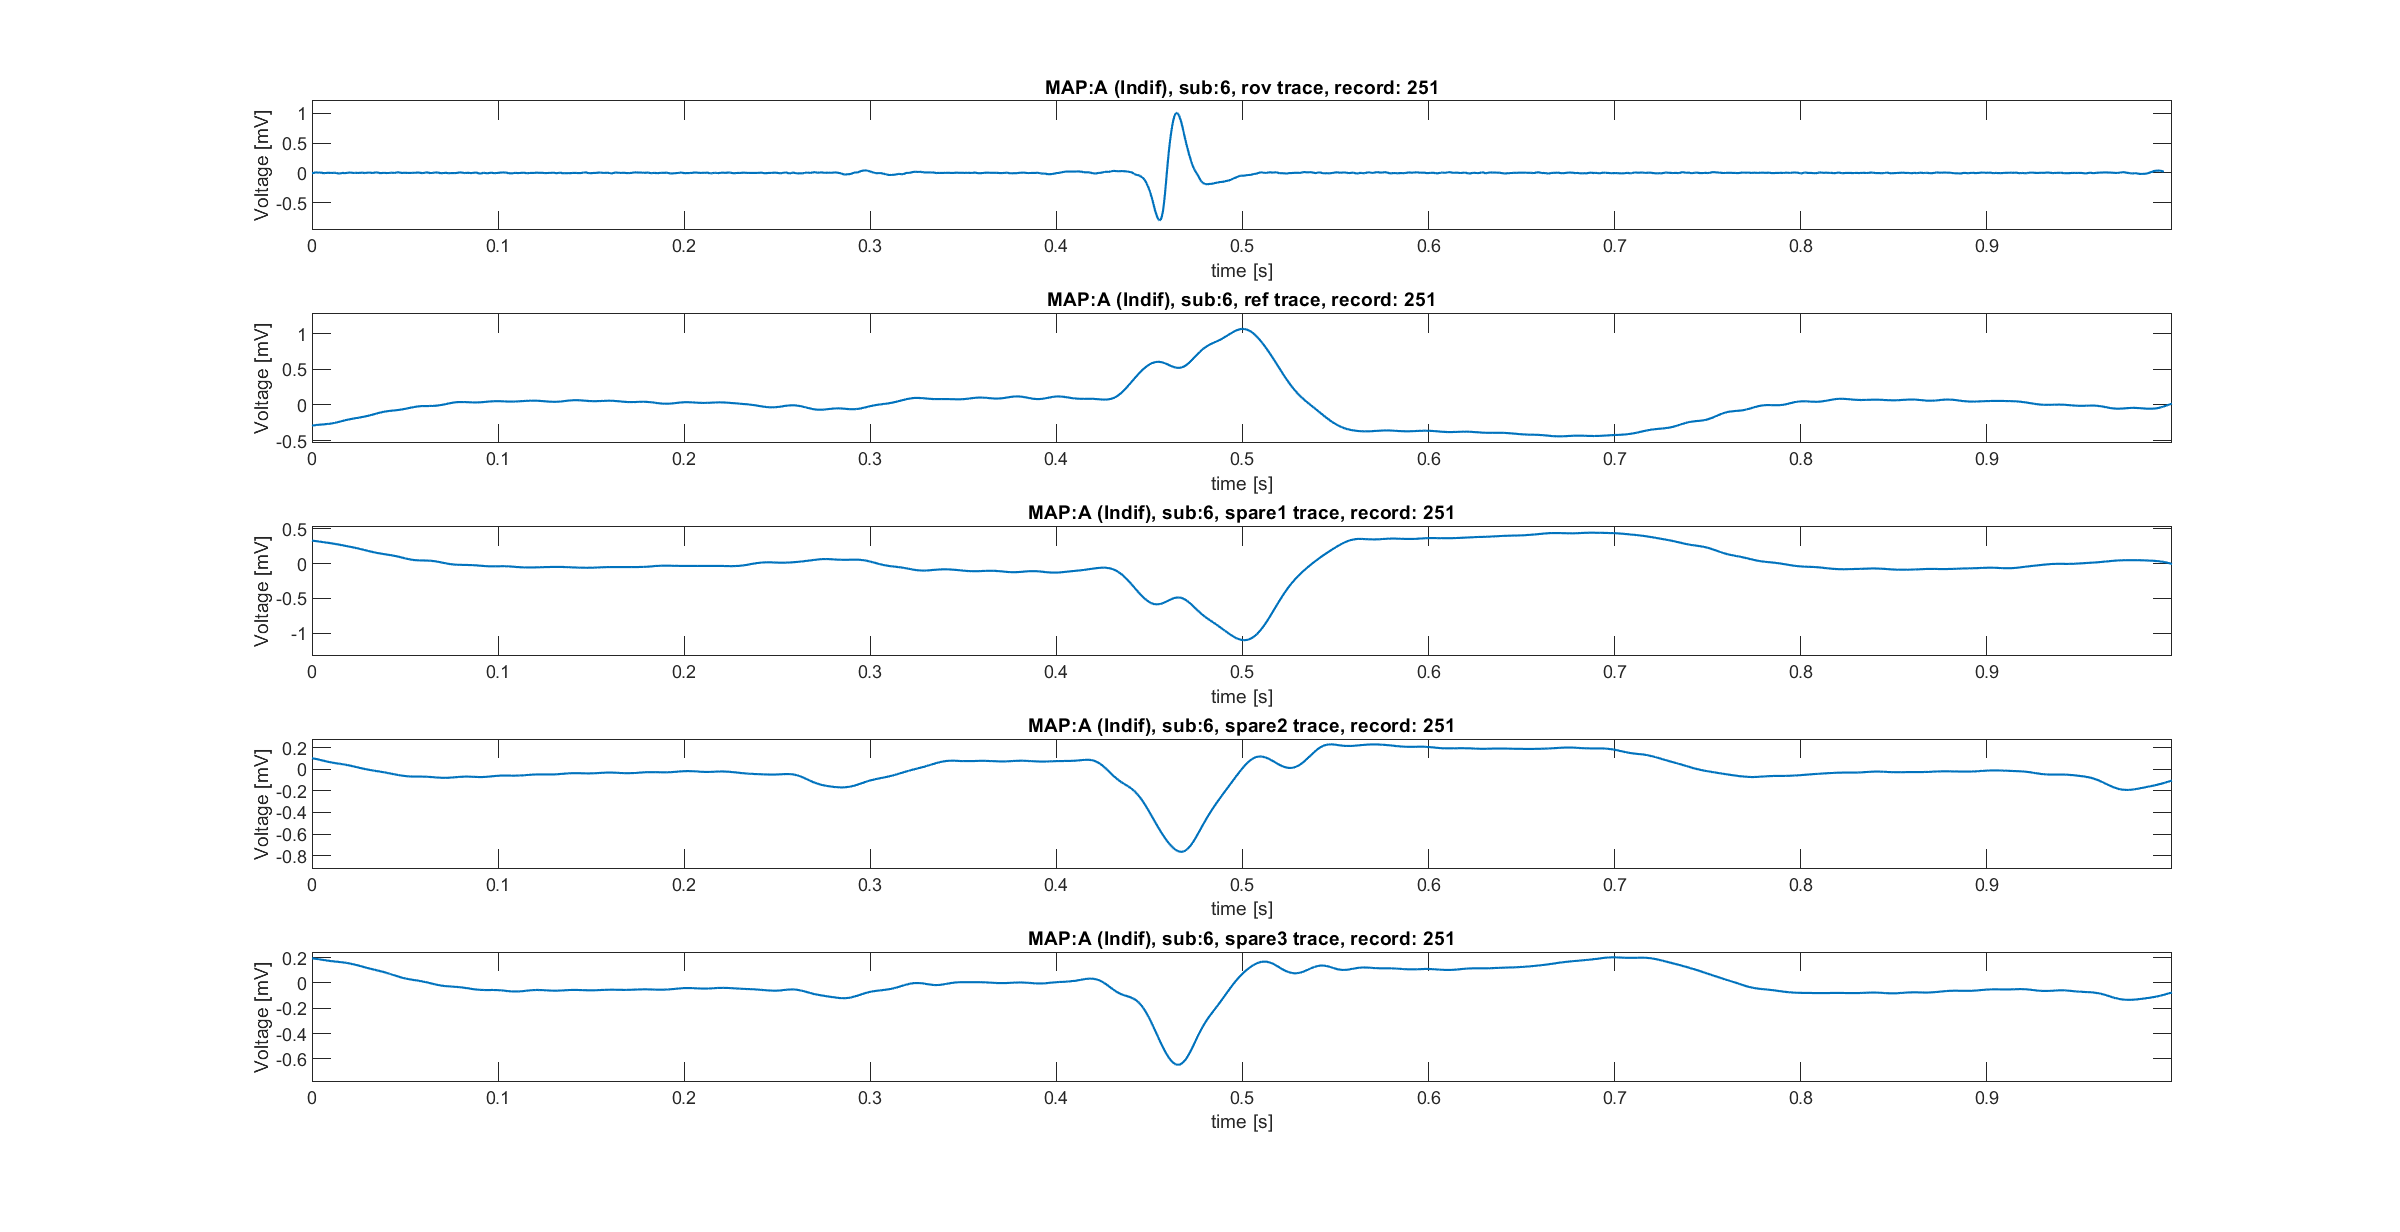 MAP:A (Indif), sub:6, rov trace, record: 251
Voltage [mV]
1
0.5
0
-0.5
0 0.1 0.2 0.3 0.4 0.5 0.6 0.7 0.8 0.9
time [s]
MAP:A (Indif), sub:6, ref trace, record: 251
Voltage [mV]
1
0.5
0
-0.5
0 0.1 0.2 0.3 0.4 0.5 0.6 0.7 0.8 0.9
time [s]
MAP:A (Indif), sub:6, spare1 trace, record: 251
Voltage [mV]
0.5
0
-0.5
-1
0 0.1 0.2 0.3 0.4 0.5 0.6 0.7 0.8 0.9
time [s]
MAP:A (Indif), sub:6, spare2 trace, record: 251
Voltage [mV]
0.2
0
-0.2
-0.4
-0.6
-0.8
0 0.1 0.2 0.3 0.4 0.5 0.6 0.7 0.8 0.9
time [s]
MAP:A (Indif), sub:6, spare3 trace, record: 251
Voltage [mV]
0.2
0
-0.2
-0.4
-0.6
0 0.1 0.2 0.3 0.4 0.5 0.6 0.7 0.8 0.9
time [s]